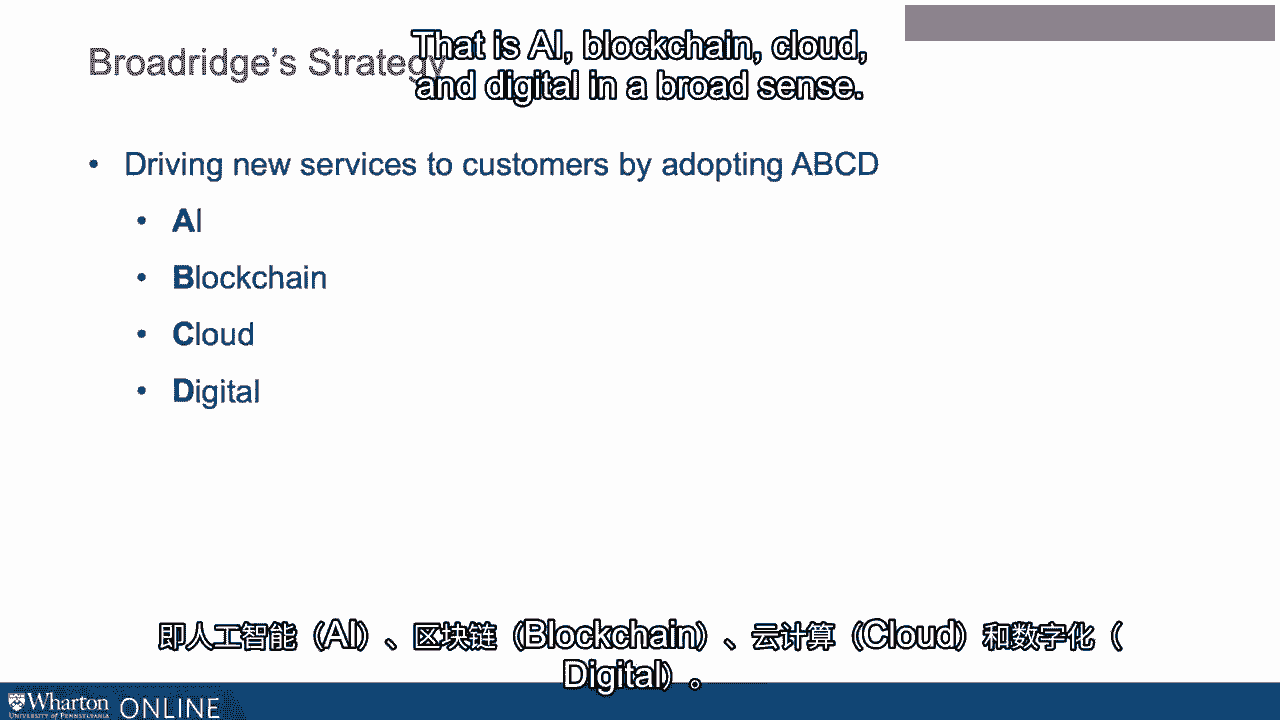 That is AI, blockchain, cloud,
and digital in a broad sense.
Broadridge's Strategy
• Driving new services to customers by adopting ABCD
• AI
• Blockchain
• Cloud
• Digital
即人工智能（AI）、区块链（Blockchain）、云计算（Cloud）和数字化（
Digital）。
Wharton ONLINE
UNIVERSITY of PENNSYLVANIA